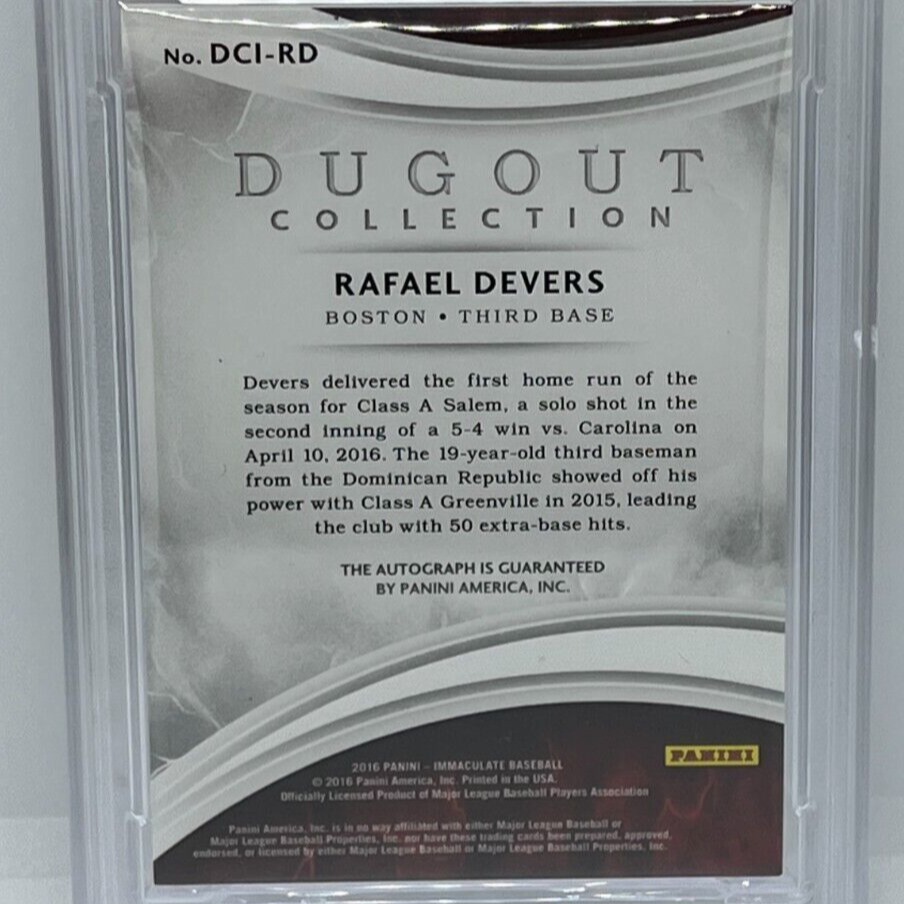 No. DCI-RD
DUGOUT
COLLECTION
RAFAEL DEVERS
BOSTON • THIRD BASE
Devers delivered the first home run of the
season for Class A Salem, a solo shot in the
second inning of a 5-4 win vs. Carolina on
April 10, 2016. The 19-year-old third baseman
from the Dominican Republic showed off his
power with Class A Greenville in 2015, leading
the club with 50 extra-base hits.
THE AUTOGRAPH IS GUARANTEED
BY PANINI AMERICA, INC.
PANINI
2016 PANINI – IMMACULATE BASEBALL
© 2016 Panini America, Inc. Printed in the USA.
Officially Licensed Product of Major League Baseball Players Association
Panini America, Inc. is in no way affiliated with either Major League Baseball or
Major League Baseball Properties, Inc. nor have these trading cards been prepared, approved,
endorsed, or licensed by either Major League Baseball or Major League Baseball Properties, Inc.